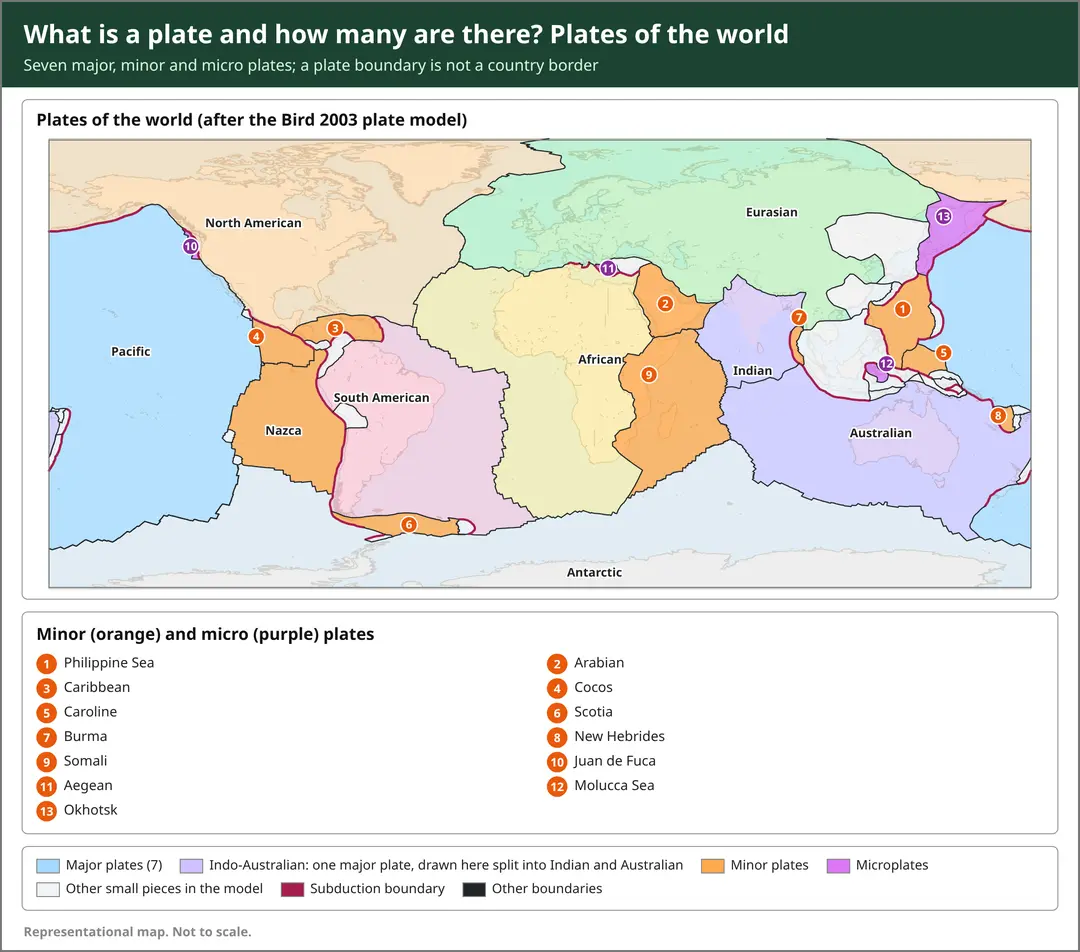 What is a plate and how many are there? Plates of the world
Seven major, minor and micro plates; a plate boundary is not a country border
Plates of the world (after the Bird 2003 plate model)
North American
Eurasian
13
10
11
2
1
7
4
3
Pacific
African
5
12
9
Indian
South American
8
Nazca
Australian
6
Antarctic
Minor (orange) and micro (purple) plates
1 Philippine Sea
2 Arabian
3 Caribbean
4 Cocos
5 Caroline
6 Scotia
7 Burma
8 New Hebrides
9 Somali
10 Juan de Fuca
11 Aegean
12 Molucca Sea
13 Okhotsk
Major plates (7)
Indo-Australian: one major plate, drawn here split into Indian and Australian
Minor plates
Microplates
Other small pieces in the model
Subduction boundary
Other boundaries
Representational map. Not to scale.